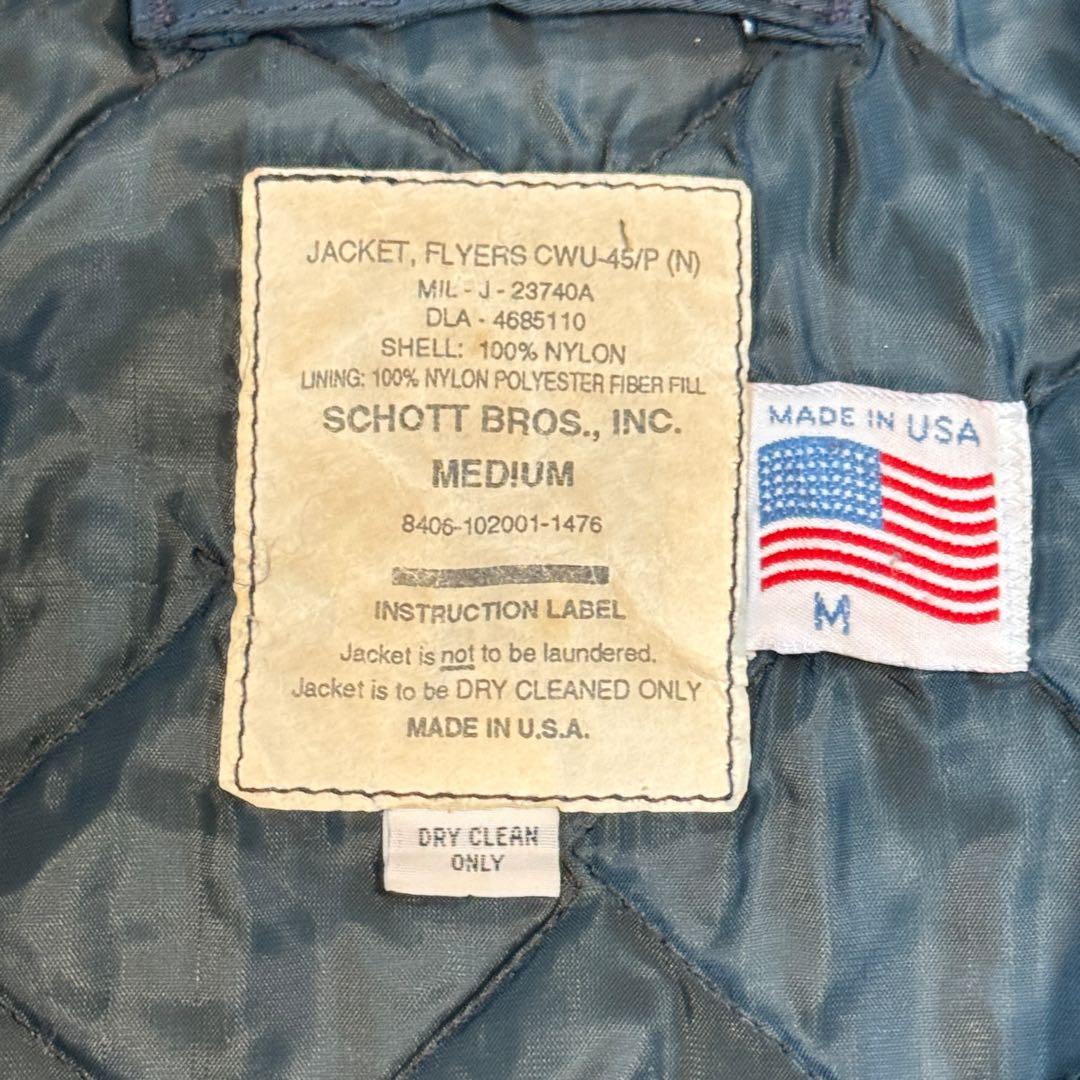 JACKET, FLYERS CWU-45/P (N)
MIL - J - 23740A
DLA - 4685110
SHELL: 100% NYLON
LINING: 100% NYLON POLYESTER FIBER FILL
SCHOTT BROS., INC.
MEDIUM
8406-102001-1476
INSTRUCTION LABEL
Jacket is not to be laundered.
Jacket is to be DRY CLEANED ONLY
MADE IN U.S.A.
DRY CLEAN
ONLY
MADE IN USA
M